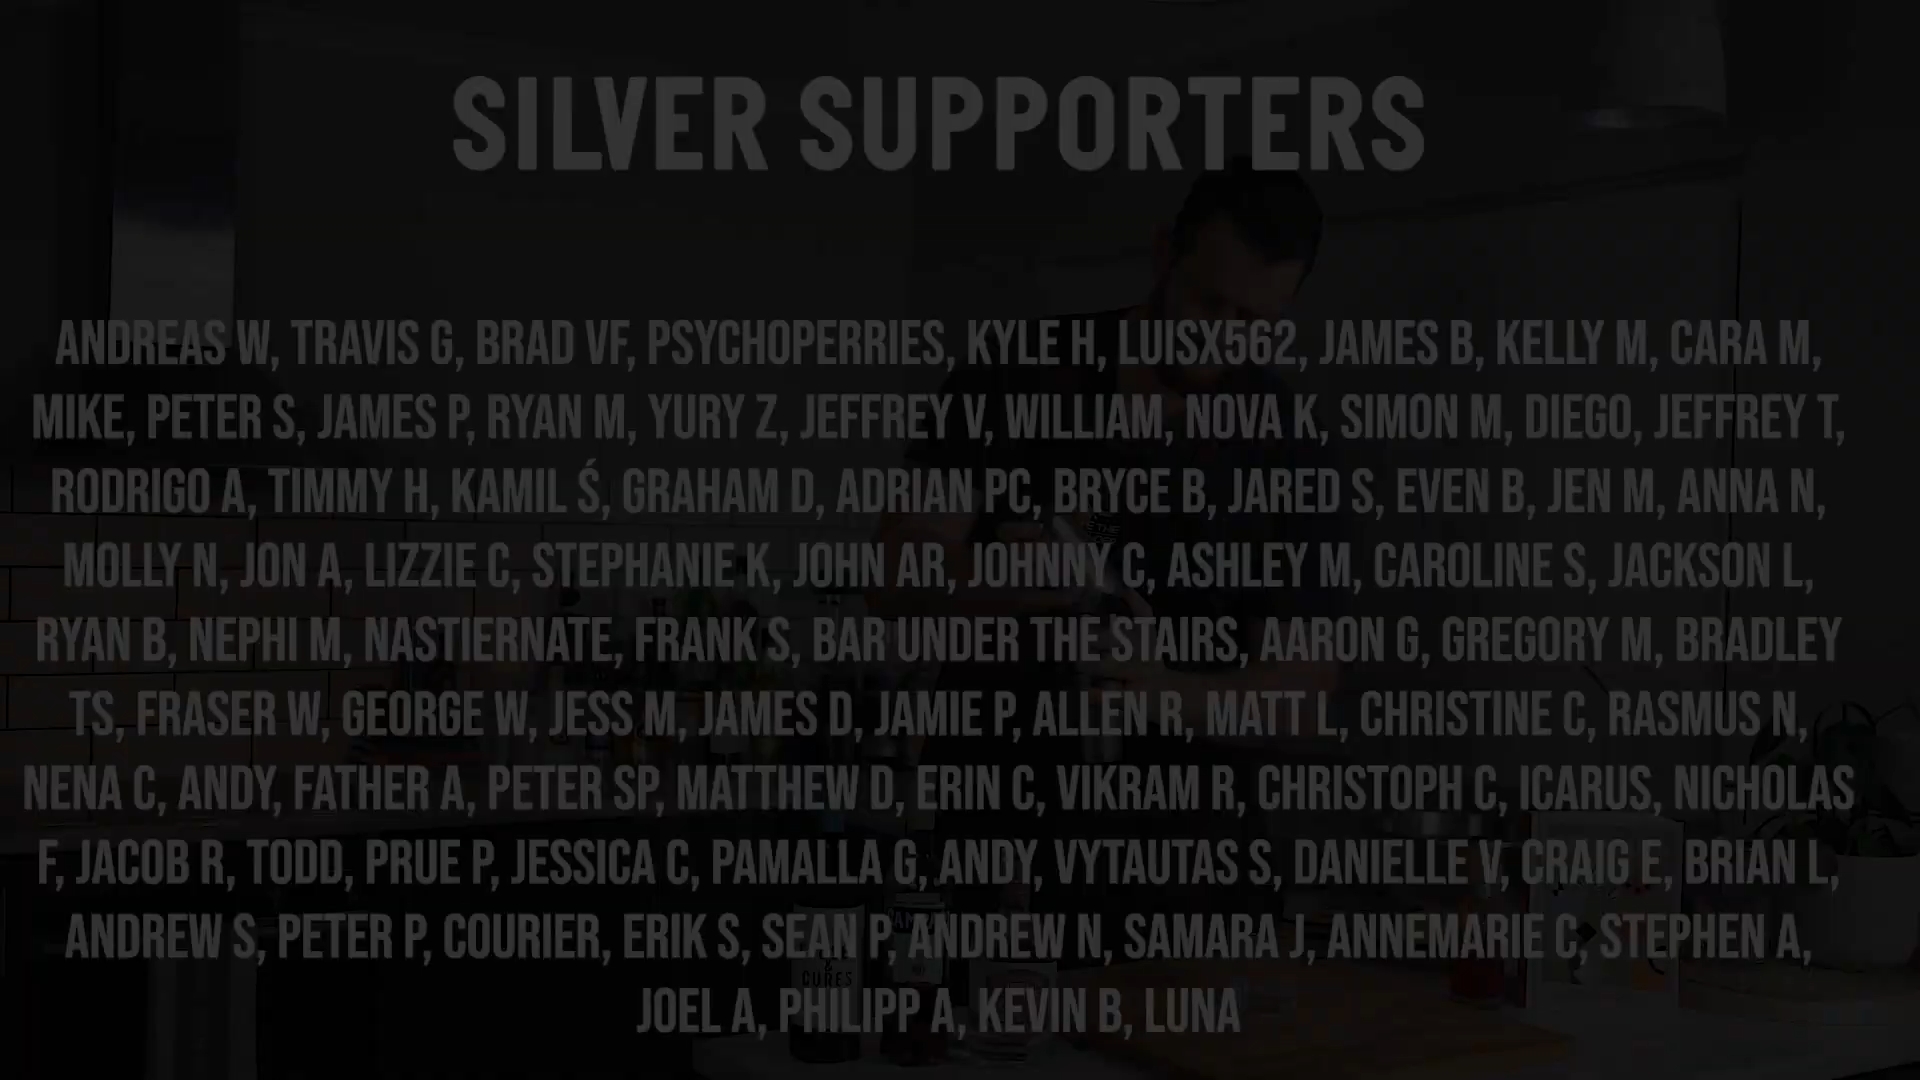 SILVER SUPPORTERS
ANDREAS W, TRAVIS G, BRAD VF, PSYCHOPERRIES, KYLE H, LUISX562, JAMES B, KELLY M, CARA M,
MIKE, PETER S, JAMES P, RYAN M, YURY Z, JEFFREY V, WILLIAM, NOVA K, SIMON M, DIEGO, JEFFREY T,
RODRIGO A, TIMMY H, KAMIL Ś, GRAHAM D, ADRIAN PC, BRYCE B, JARED S, EVEN B, JEN M, ANNA N,
MOLLY N, JON A, LIZZIE C, STEPHANIE K, JOHN AR, JOHNNY C, ASHLEY M, CAROLINE S, JACKSON L,
RYAN B, NEPHI M, NASTIERNATE, FRANK S, BAR UNDER THE STAIRS, AARON G, GREGORY M, BRADLEY
TS, FRASER W, GEORGE W, JESS M, JAMES D, JAMIE P, ALLEN R, MATT L, CHRISTINE C, RASMUS N,
NENA C, ANDY, FATHER A, PETER SP, MATTHEW D, ERIN C, VIKRAM R, CHRISTOPH C, ICARUS, NICHOLAS
F, JACOB R, TODD, PRUE P, JESSICA C, PAMALLA G, ANDY, VYTAUTAS S, DANIELLE V, CRAIG E, BRIAN L,
ANDREW S, PETER P, COURIER, ERIK S, SEAN P, ANDREW N, SAMARA J, ANNEMARIE C, STEPHEN A,
JOEL A, PHILIPP A, KEVIN B, LUNA
& CURES